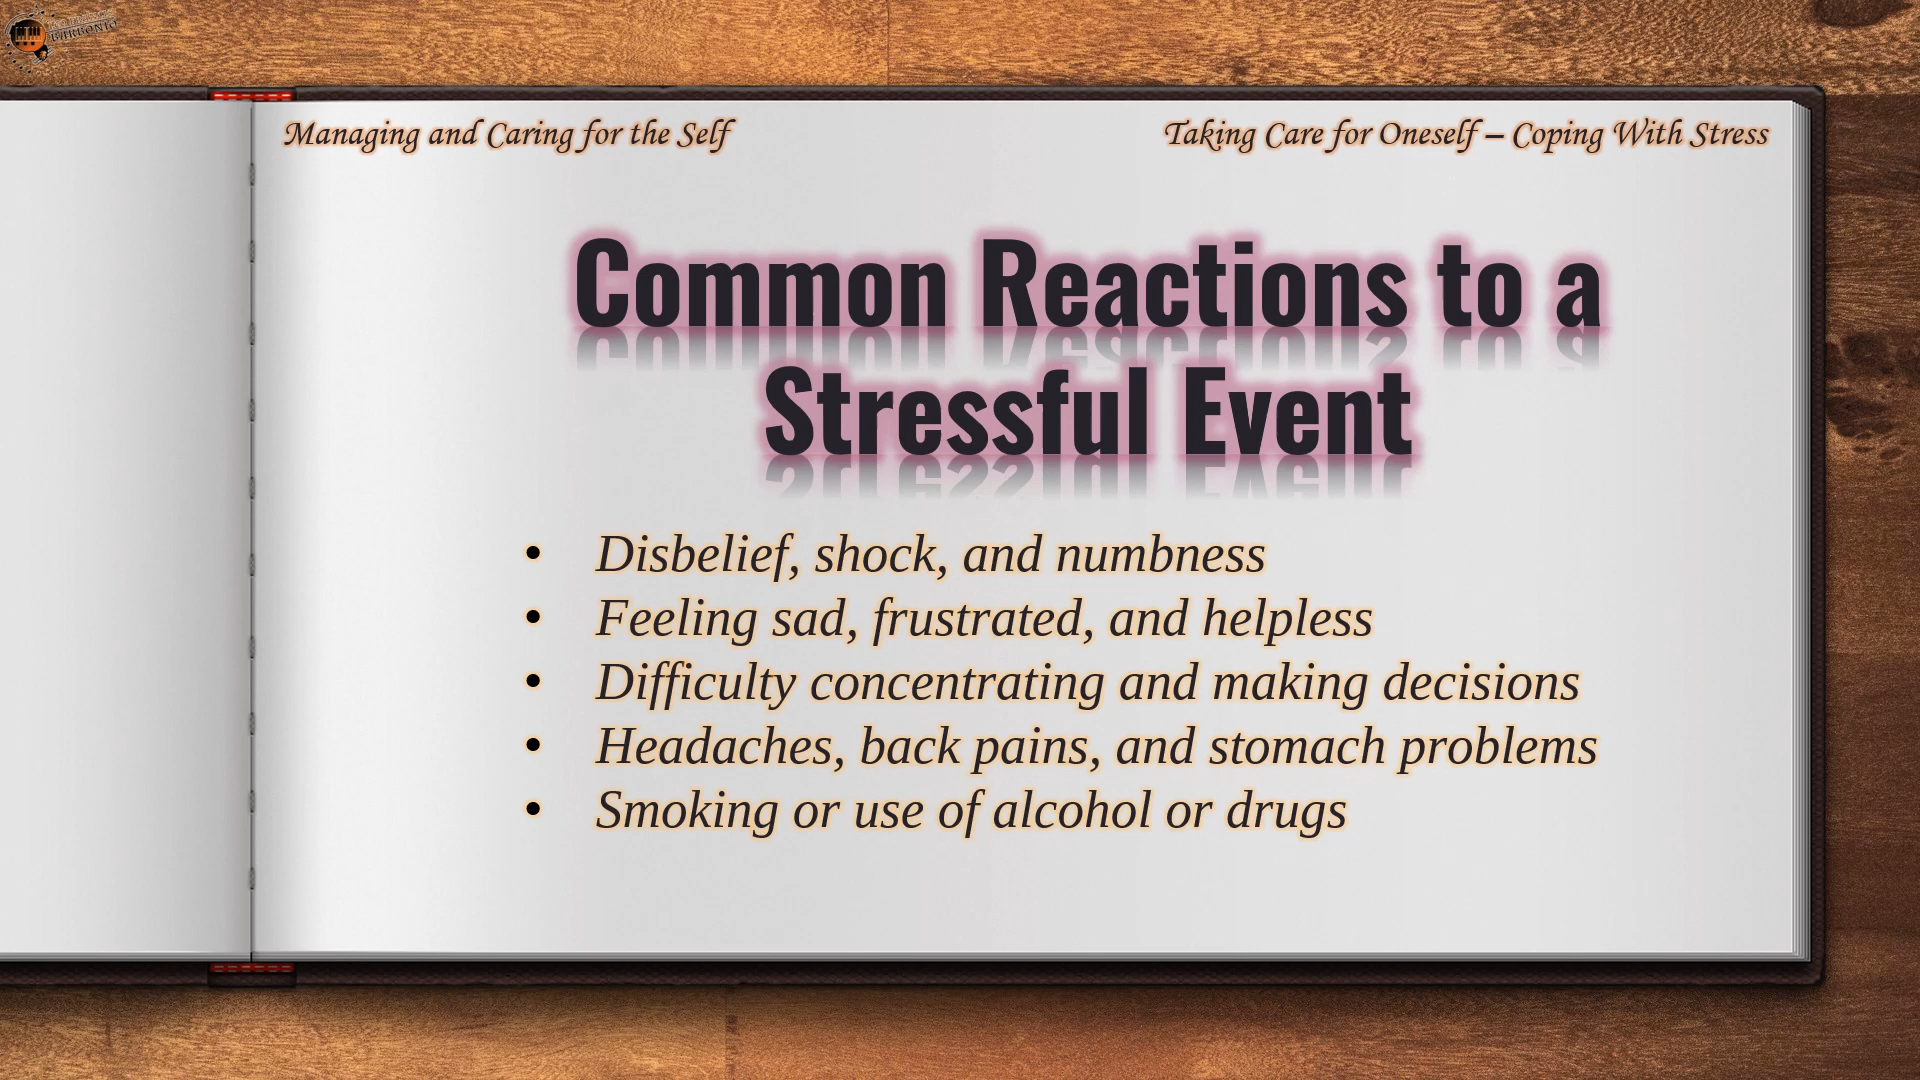 BARBONIO
Managing and Caring for the Self
Taking Care for Oneself – Coping With Stress
Common Reactions to a
Stressful Event
• Disbelief, shock, and numbness
• Feeling sad, frustrated, and helpless
• Difficulty concentrating and making decisions
• Headaches, back pains, and stomach problems
• Smoking or use of alcohol or drugs